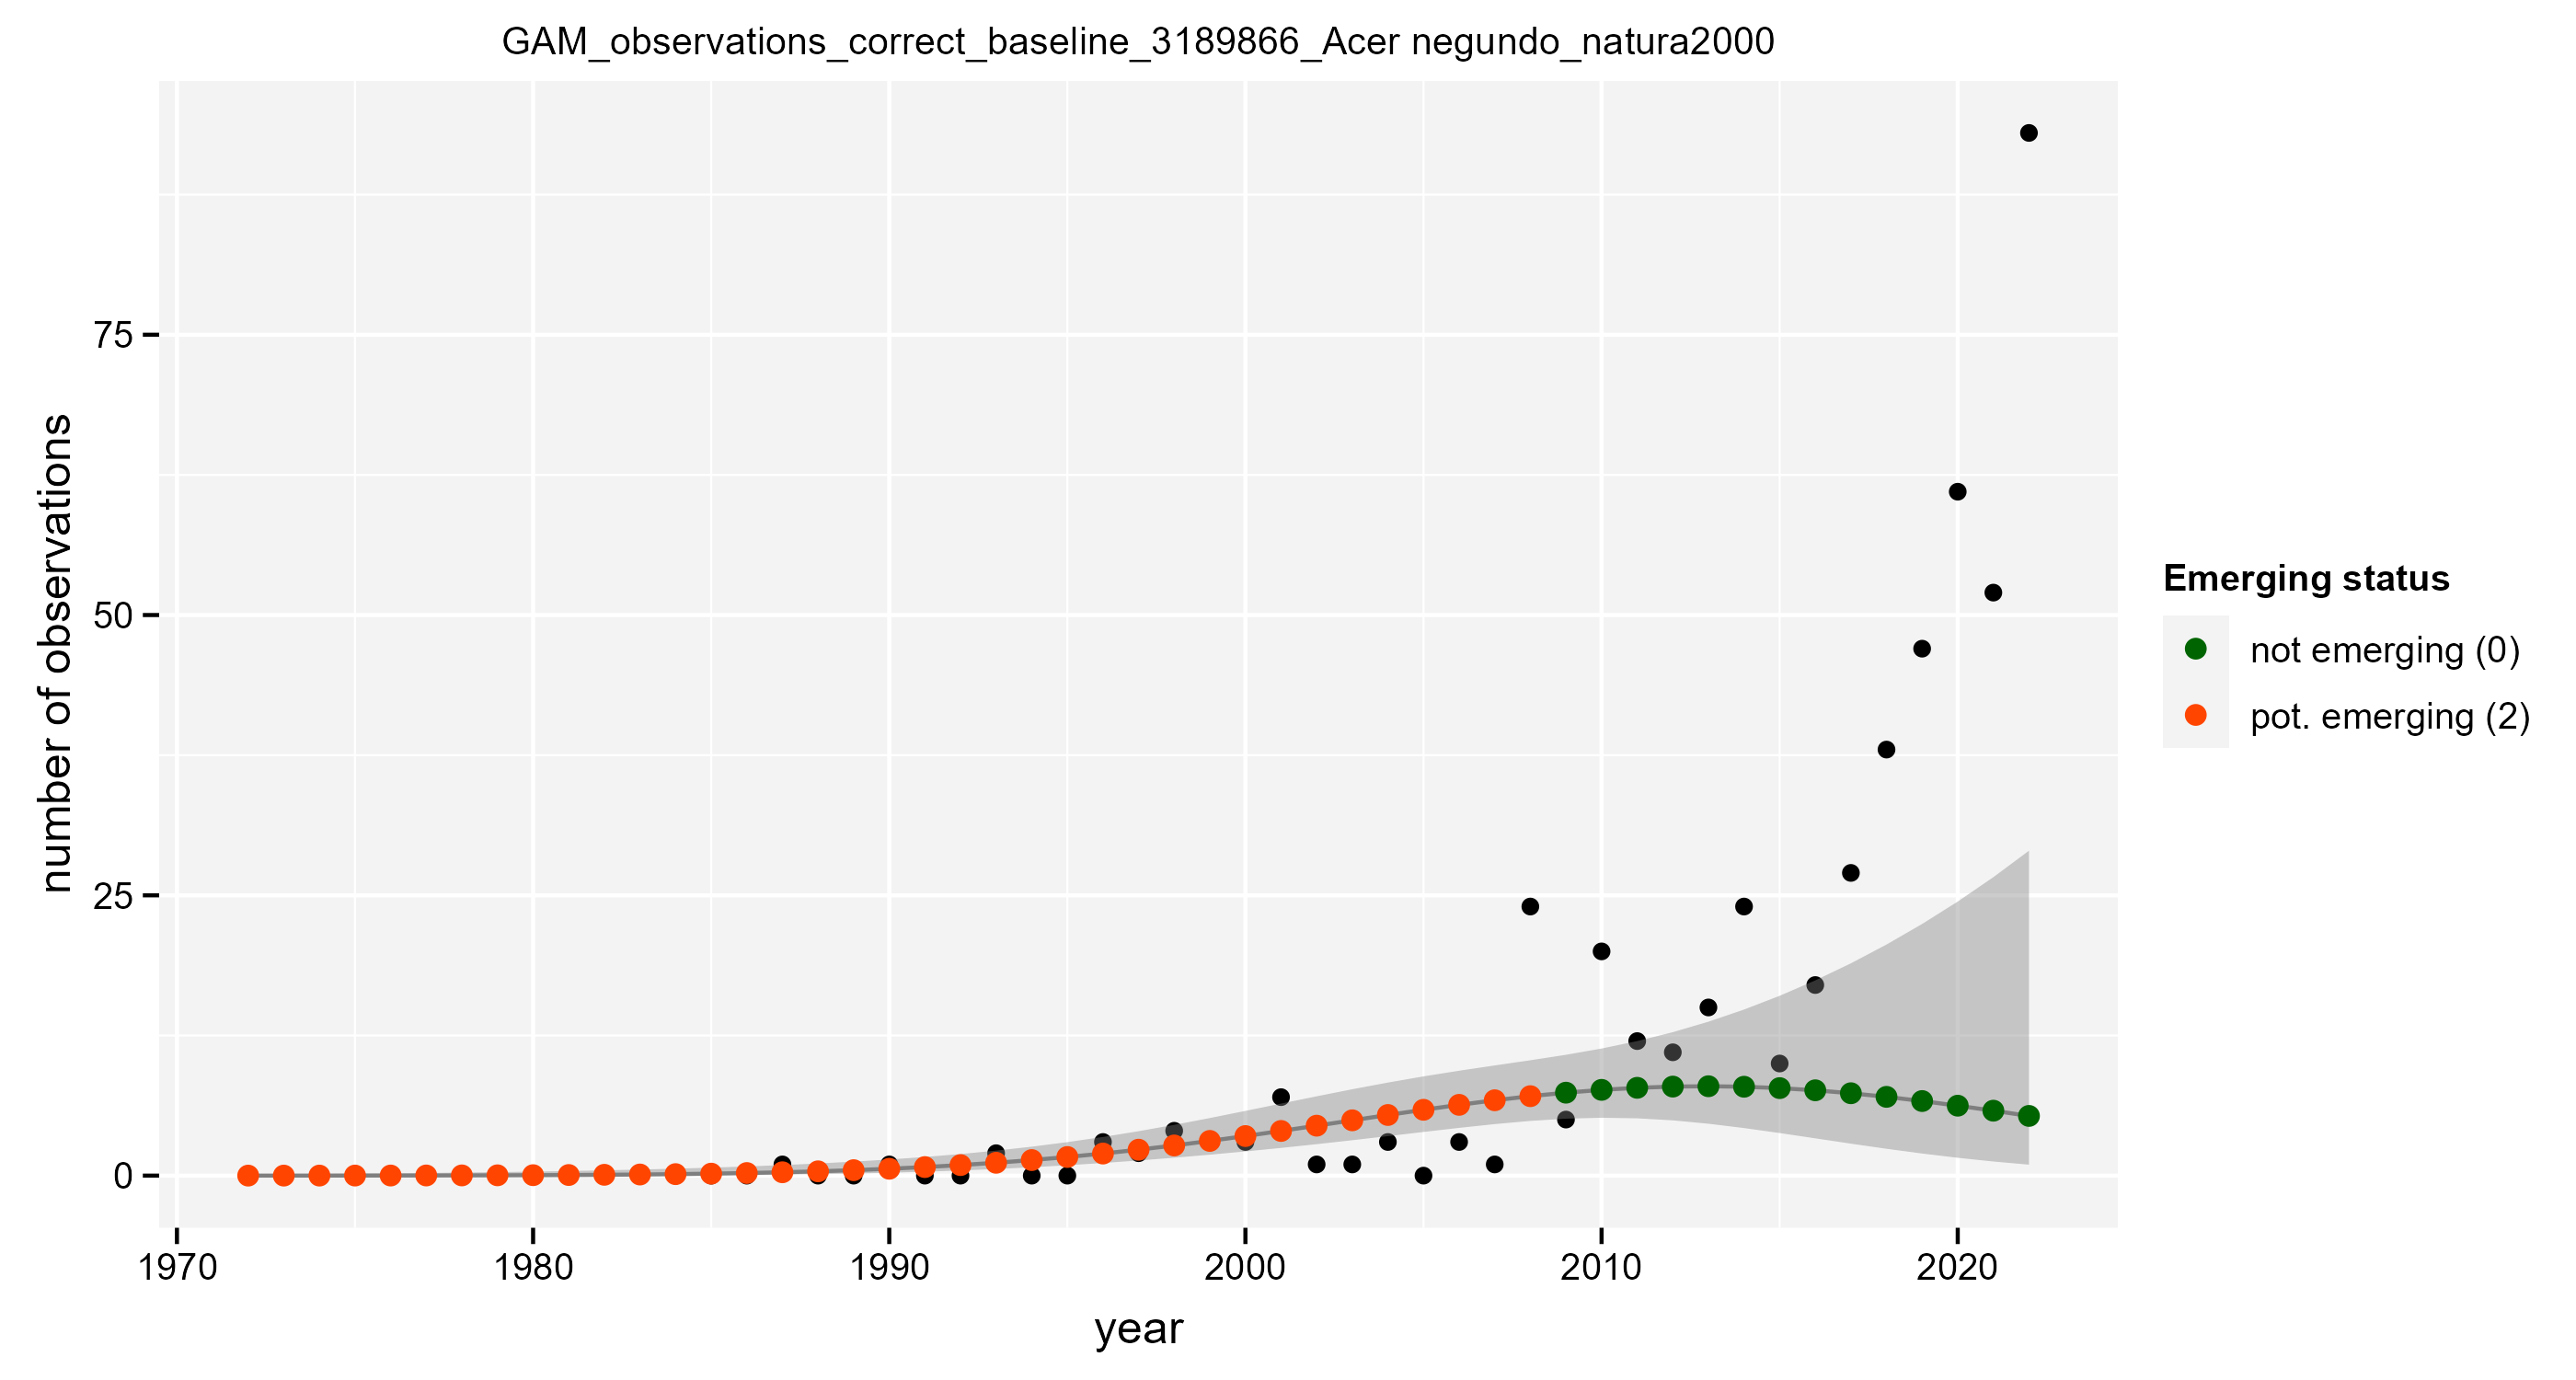 GAM_observations_correct_baseline_3189866_Acer negundo_natura2000
number of observations
75
50
25
0
1970 1980 1990 2000 2010 2020
year
Emerging status
not emerging (0)
pot. emerging (2)